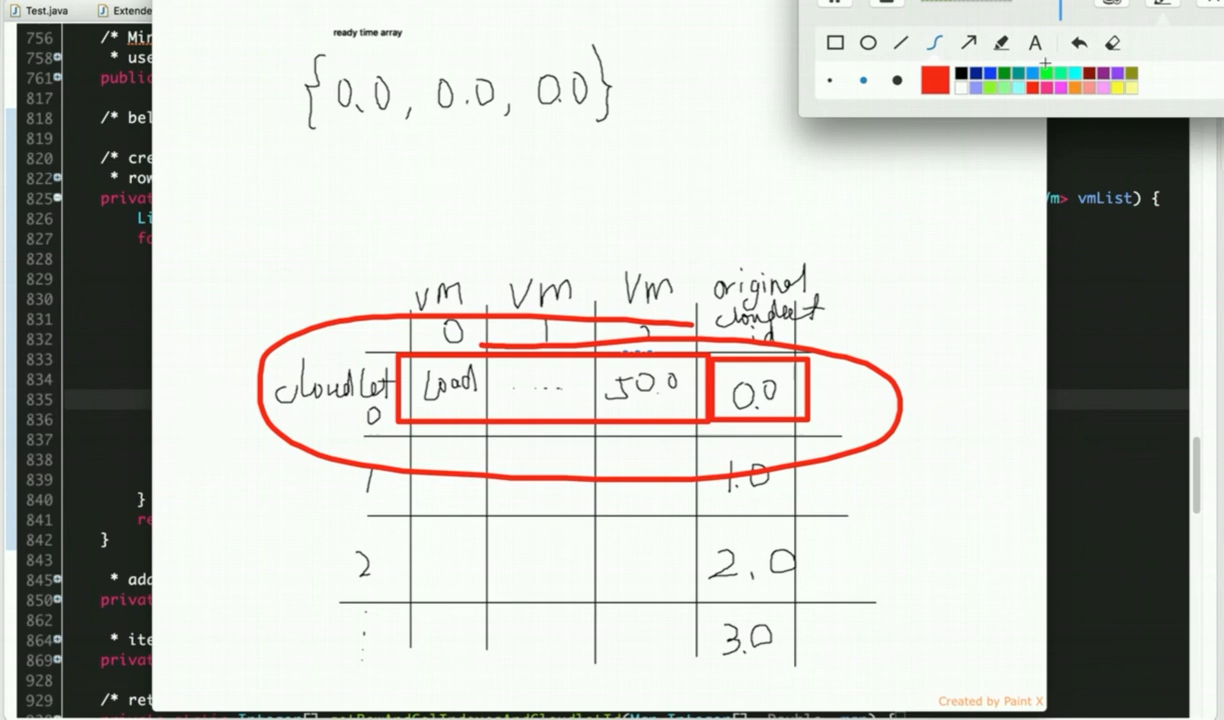 Test.java
Extende
ready time array
{0.0, 0.0, 0.0}
756 /* Min
758 * use
761 public
817
818 /* bel
819
820 /* cre
822 * row
825 privat /m> vmList) {
826 Li
827 fo
828
829
830
831
832
833
834
835
836
837
838
839
840 }
841 re
842 }
843
845 * add
850 privat
862
864 * ite
869 privat
928
929 /* ret
Vm Vm Vm original
0 1 2 cloudlet id
cloudlet 0 Load .... 50.0 0.0
1 1.0
2 2.0
3.0
Created by Paint X